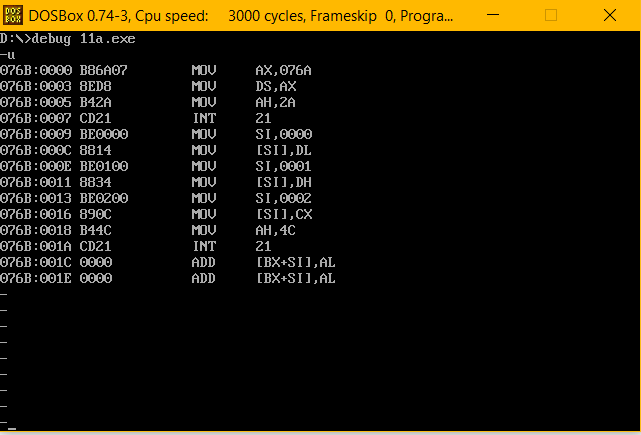 DOS BOX DOSBox 0.74-3, Cpu speed: 3000 cycles, Frameskip 0, Progra...
D:\>debug 11a.exe
-u
076B:0000 B86A07 MOV AX,076A
076B:0003 8ED8 MOV DS,AX
076B:0005 B42A MOV AH,2A
076B:0007 CD21 INT 21
076B:0009 BE0000 MOV SI,0000
076B:000C 8814 MOV [SI],DL
076B:000E BE0100 MOV SI,0001
076B:0011 8834 MOV [SI],DH
076B:0013 BE0200 MOV SI,0002
076B:0016 890C MOV [SI],CX
076B:0018 B44C MOV AH,4C
076B:001A CD21 INT 21
076B:001C 0000 ADD [BX+SI],AL
076B:001E 0000 ADD [BX+SI],AL
-
-
-
-
-
-
-
-
-_